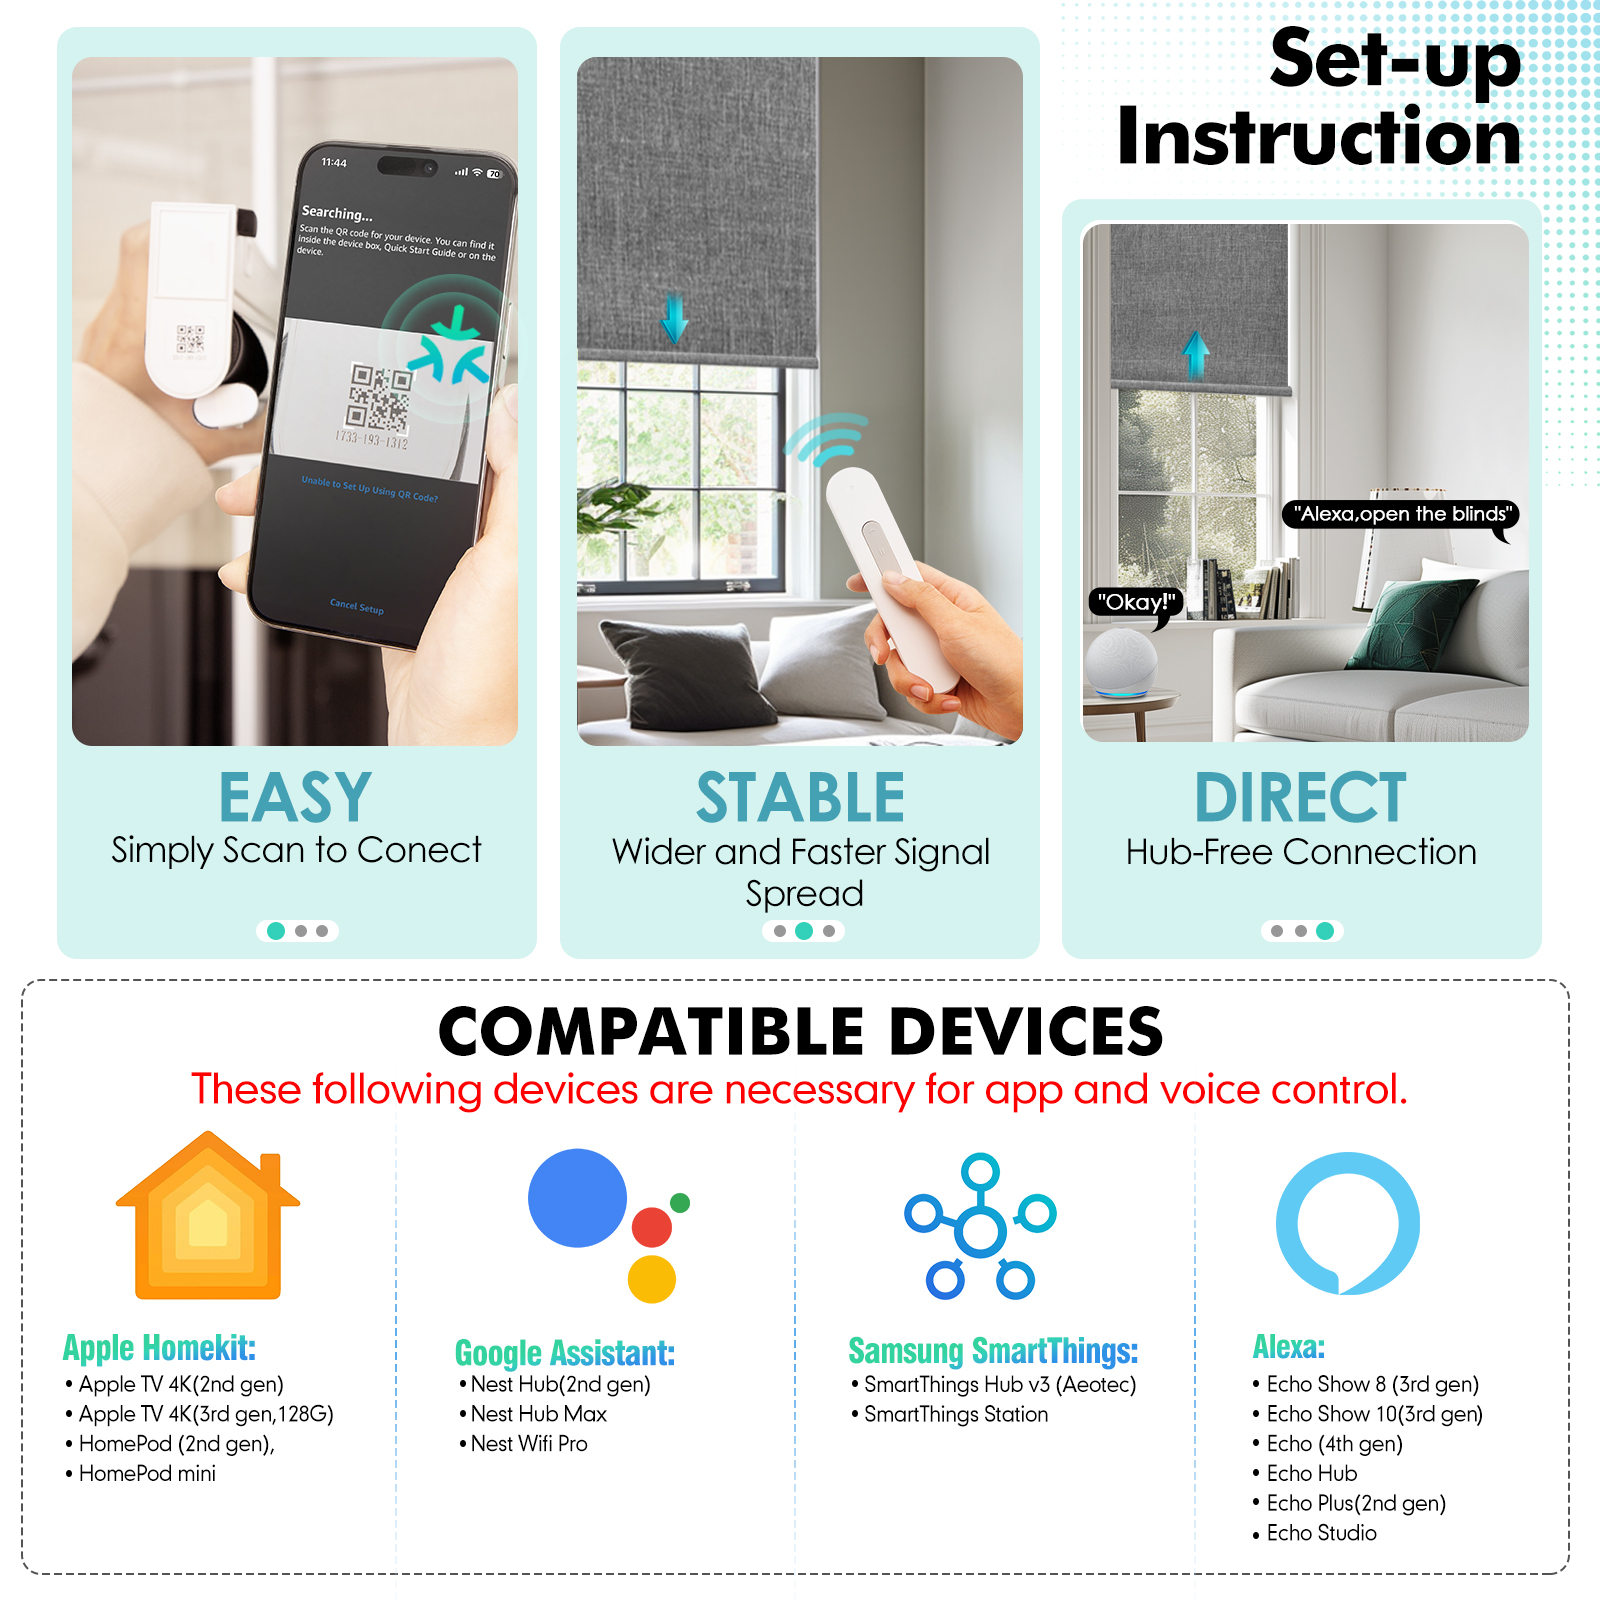 Set-up
Instruction
11:44
70
Searching...
Scan the QR code for your device. You can find it
inside the device box, Quick Start Guide or on the
device.
1733-193-1312
Unable to Set Up Using QR Code?
Cancel Setup
EASY
Simply Scan to Conect
STABLE
Wider and Faster Signal
Spread
"Alexa,open the blinds"
"Okay!"
DIRECT
Hub-Free Connection
COMPATIBLE DEVICES
These following devices are necessary for app and voice control.
Apple Homekit:
• Apple TV 4K(2nd gen)
• Apple TV 4K(3rd gen,128G)
• HomePod (2nd gen),
• HomePod mini
Google Assistant:
• Nest Hub(2nd gen)
• Nest Hub Max
• Nest Wifi Pro
Samsung SmartThings:
• SmartThings Hub v3 (Aeotec)
• SmartThings Station
Alexa:
• Echo Show 8 (3rd gen)
• Echo Show 10(3rd gen)
• Echo (4th gen)
• Echo Hub
• Echo Plus(2nd gen)
• Echo Studio